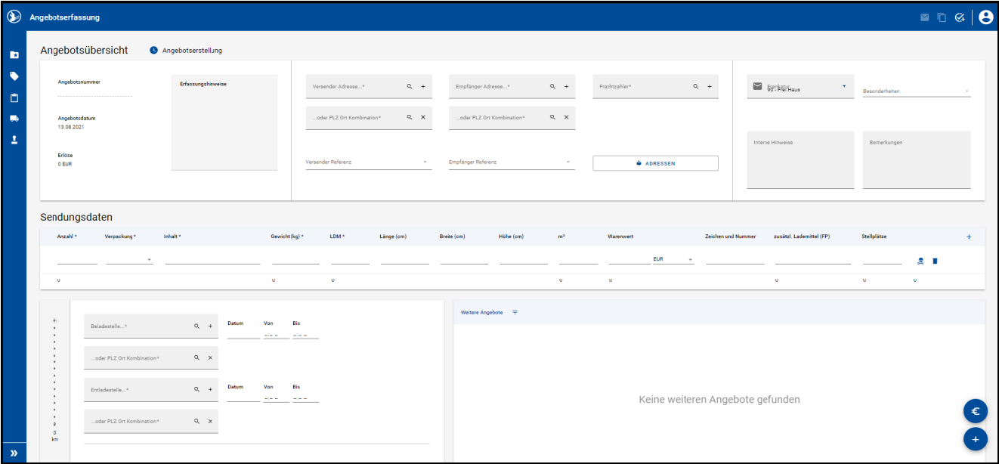 Angebotserfassung
Angebotsübersicht
Angebotserstellung
Angebotsnummer
Angebotsdatum
13.08.2021
Erlöse
0 EUR
Erfassungshinweise
Versender Adresse...*
Empfänger Adresse...*
Frachtzahler*
...oder PLZ Ort Kombination*
...oder PLZ Ort Kombination*
Versender Referenz
Empfänger Referenz
ADRESSEN
Frankatur
90 - Frei Haus
Besonderheiten
Interne Hinweise
Bemerkungen
Sendungsdaten
Anzahl * Verpackung * Inhalt * Gewicht (kg) * LDM * Länge (cm) Breite (cm) Höhe (cm) m³ Warenwert Zeichen und Nummer zusätzl. Lademittel (FP) Stellplätze
EUR
0 0 0 0 0 0 0 0
0
km
Beladestelle...*
Datum Von Bis
--:-- --  --:-- --
...oder PLZ Ort Kombination*
Entladestelle...*
Datum Von Bis
--:-- --  --:-- --
...oder PLZ Ort Kombination*
Weitere Angebote
Keine weiteren Angebote gefunden
€